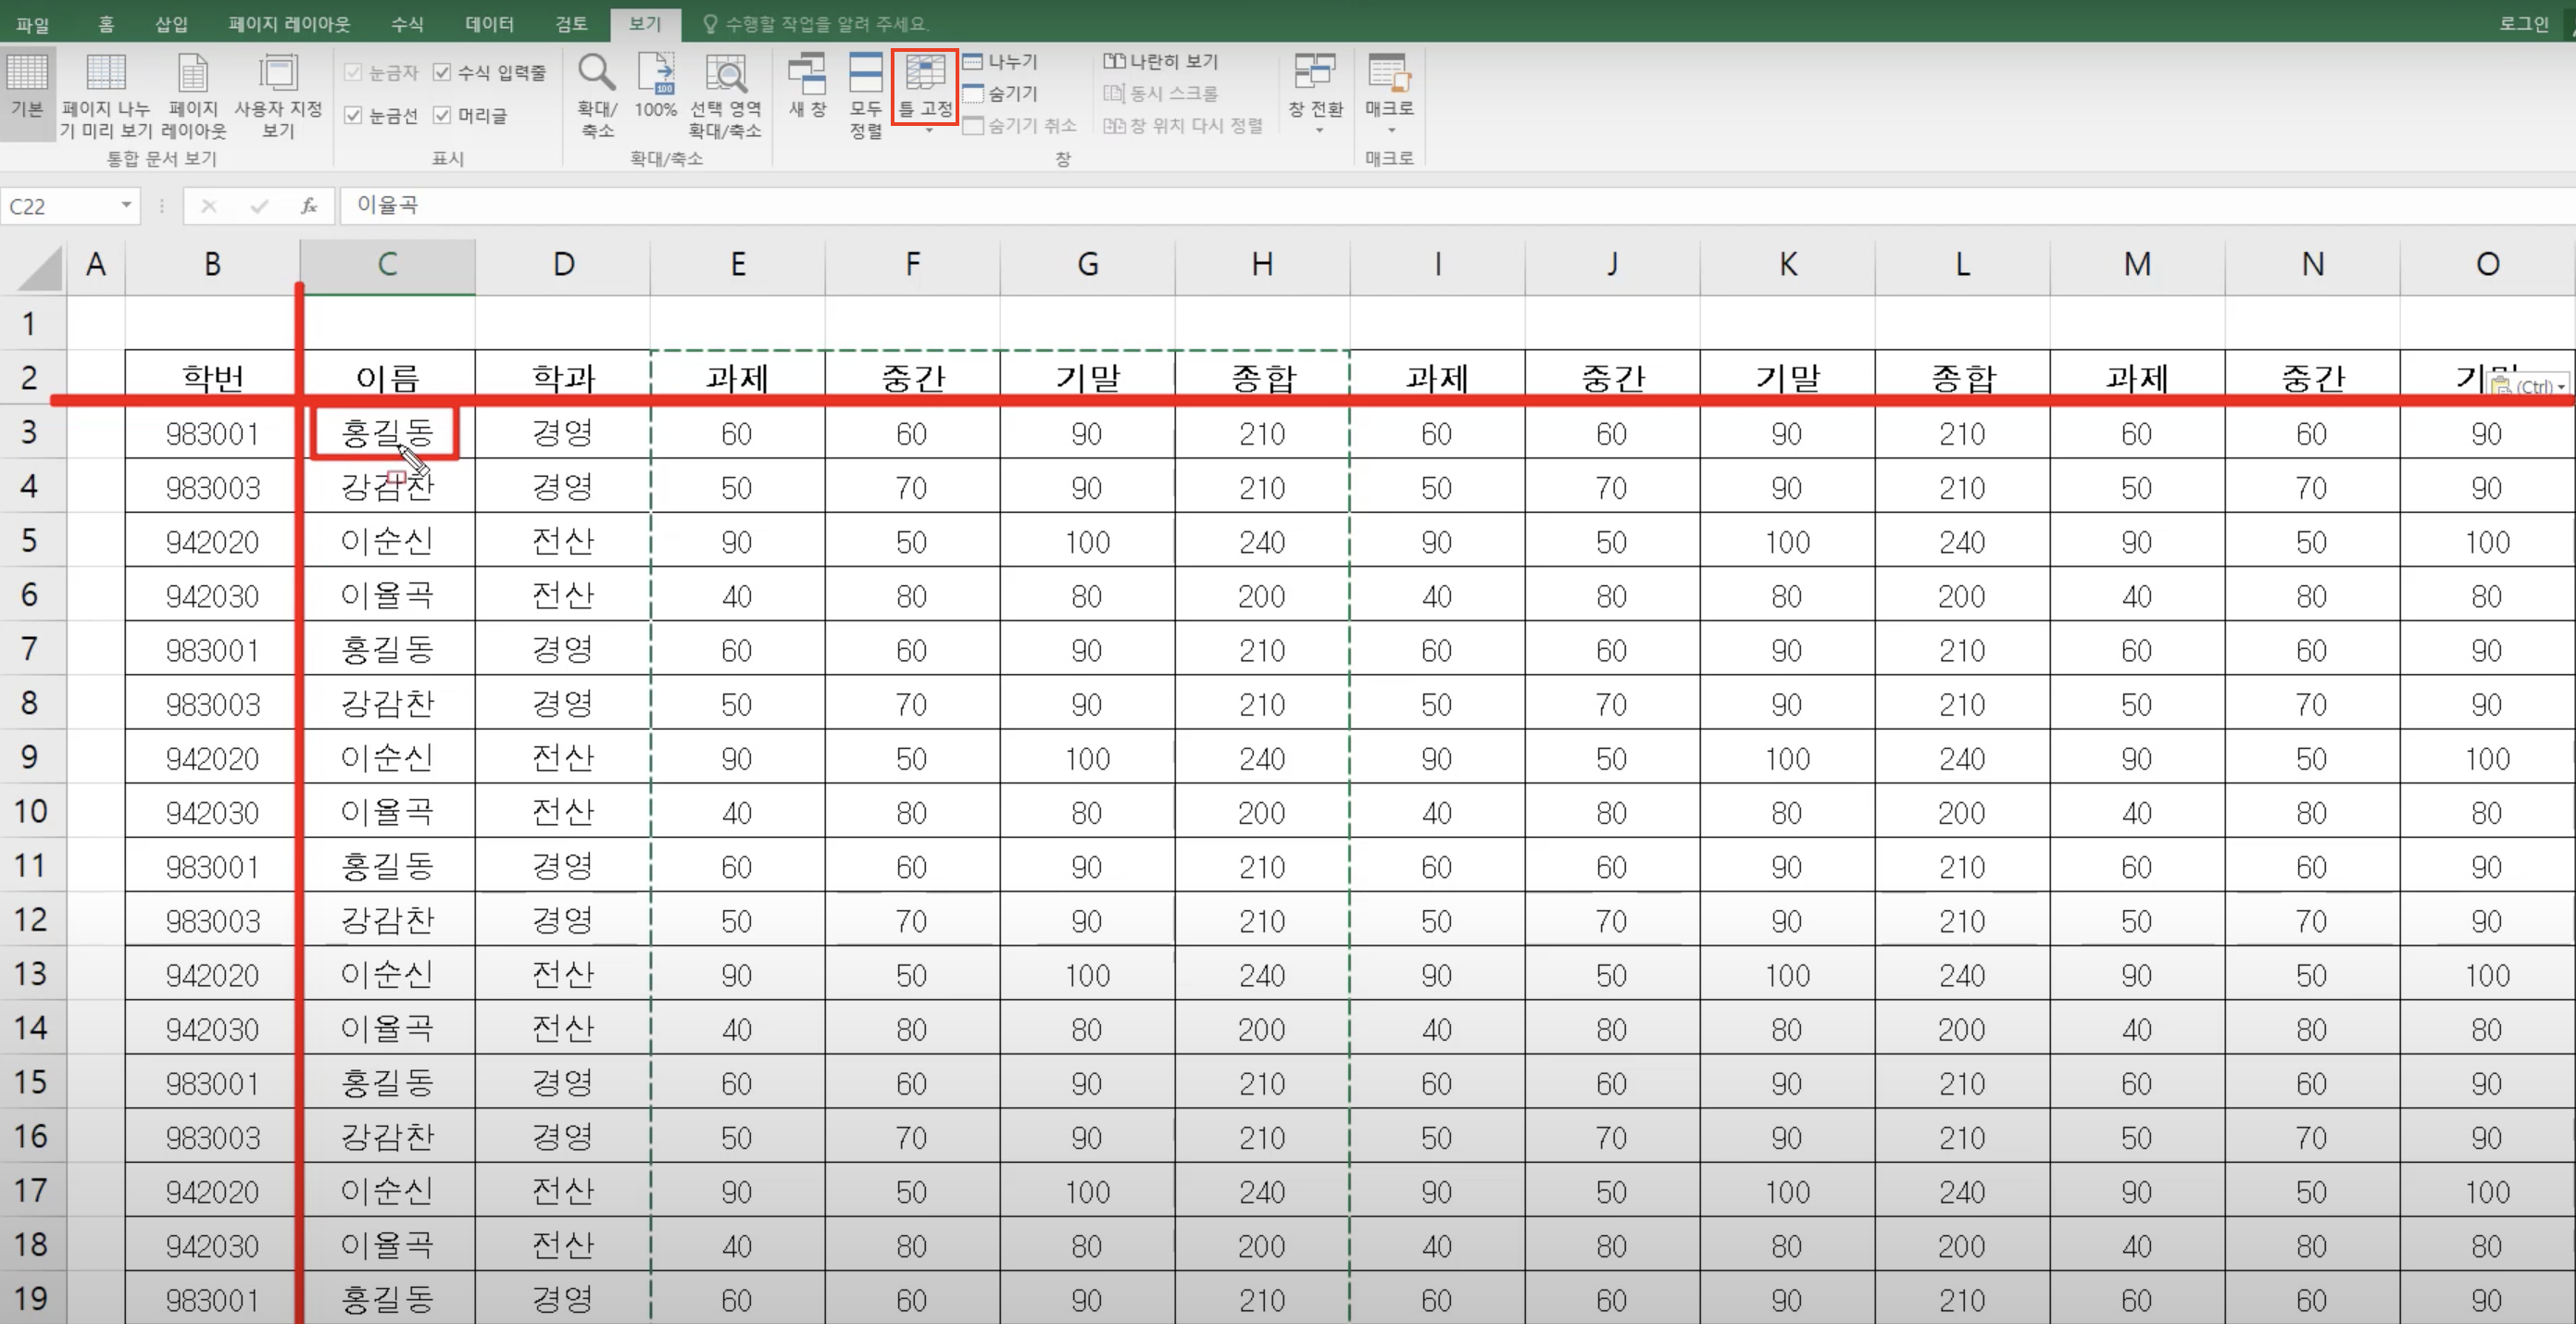 파일 홈 삽입 페이지 레이아웃 수식 데이터 검토 보기 수행할 작업을 알려 주세요. 로그인
기본
페이지 나누기 미리 보기
페이지 레이아웃
사용자 지정 보기
통합 문서 보기
눈금자 수식 입력줄
눈금선 머리글
표시
확대/축소
100
100%
선택 영역 확대/축소
확대/축소
새 창
모두 정렬
틀 고정
나누기
숨기기
숨기기 취소
나란히 보기
동시 스크롤
창 위치 다시 정렬
창 전환
창
매크로
매크로
C22 fx 이율곡
A B C D E F G H I J K L M N O
1
2 학번 이름 학과 과제 중간 기말 종합 과제 중간 기말 종합 과제 중간 (Ctrl)
3 983001 홍길동 경영 60 60 90 210 60 60 90 210 60 60 90
4 983003 강감찬 경영 50 70 90 210 50 70 90 210 50 70 90
5 942020 이순신 전산 90 50 100 240 90 50 100 240 90 50 100
6 942030 이율곡 전산 40 80 80 200 40 80 80 200 40 80 80
7 983001 홍길동 경영 60 60 90 210 60 60 90 210 60 60 90
8 983003 강감찬 경영 50 70 90 210 50 70 90 210 50 70 90
9 942020 이순신 전산 90 50 100 240 90 50 100 240 90 50 100
10 942030 이율곡 전산 40 80 80 200 40 80 80 200 40 80 80
11 983001 홍길동 경영 60 60 90 210 60 60 90 210 60 60 90
12 983003 강감찬 경영 50 70 90 210 50 70 90 210 50 70 90
13 942020 이순신 전산 90 50 100 240 90 50 100 240 90 50 100
14 942030 이율곡 전산 40 80 80 200 40 80 80 200 40 80 80
15 983001 홍길동 경영 60 60 90 210 60 60 90 210 60 60 90
16 983003 강감찬 경영 50 70 90 210 50 70 90 210 50 70 90
17 942020 이순신 전산 90 50 100 240 90 50 100 240 90 50 100
18 942030 이율곡 전산 40 80 80 200 40 80 80 200 40 80 80
19 983001 홍길동 경영 60 60 90 210 60 60 90 210 60 60 90